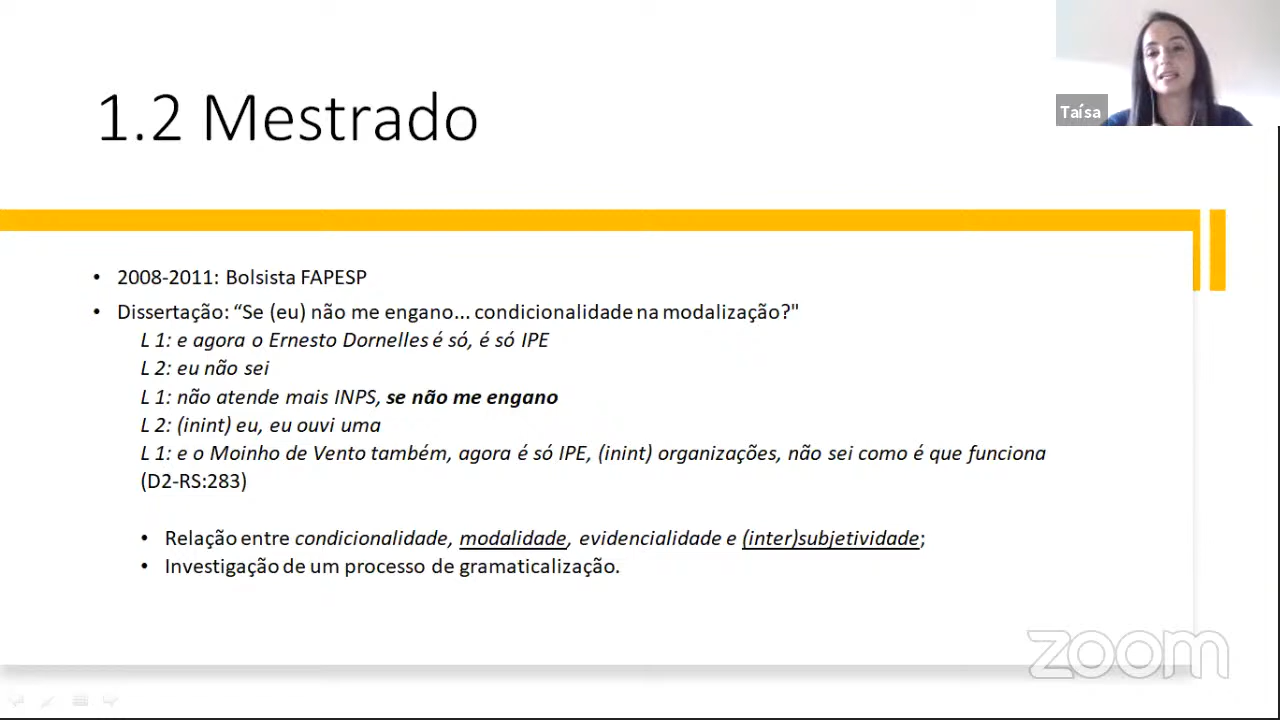 1.2 Mestrado
Taísa
• 2008-2011: Bolsista FAPESP
• Dissertação: “Se (eu) não me engano... condicionalidade na modalização?"
L 1: e agora o Ernesto Dornelles é só, é só IPE
L 2: eu não sei
L 1: não atende mais INPS, se não me engano
L 2: (inint) eu, eu ouvi uma
L 1: e o Moinho de Vento também, agora é só IPE, (inint) organizações, não sei como é que funciona
(D2-RS:283)
• Relação entre condicionalidade, modalidade, evidencialidade e (inter)subjetividade;
• Investigação de um processo de gramaticalização.
zoom